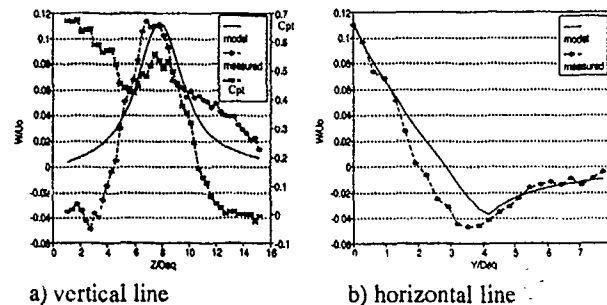 0.12
0.1
0.08
0.06
0.04
0.02
0
-0.02
-0.04
-0.06
0.7
0.6
0.5
0.4
0.3
0.2
0.1
0
-0.1
Cpt
model
measured
Cpt
0 2 4 6 8 10 12 14 16
Z/Deq
W/Uo
0.12
0.1
0.08
0.06
0.04
0.02
0
-0.02
-0.04
-0.06
model
measured
0 1 2 3 4 5 6 7
Y/Deq
W/Uo
a) vertical line
b) horizontal line